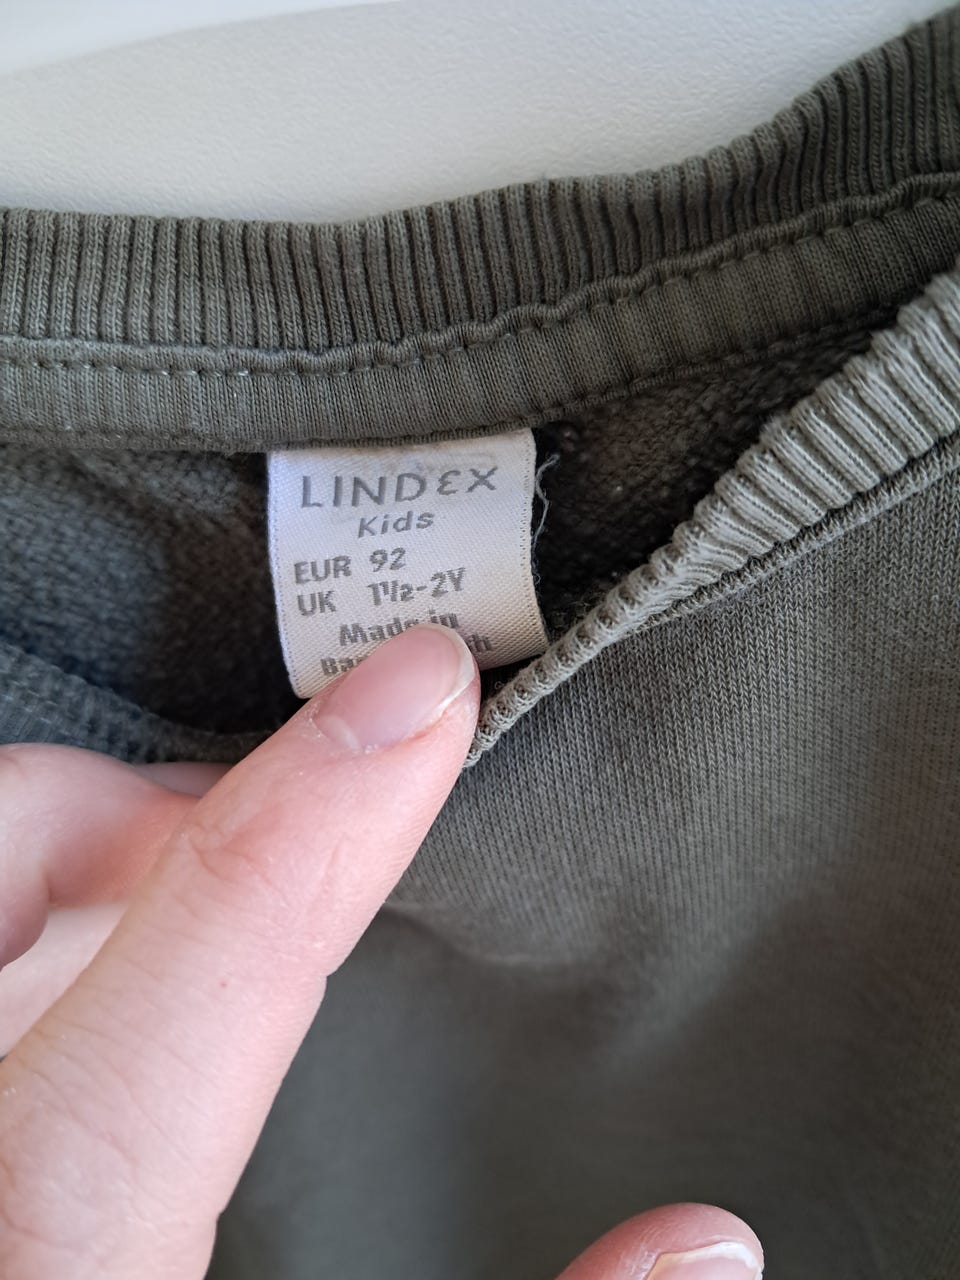 LINDEX
Kids
EUR 92
UK 1½-2Y
Made in